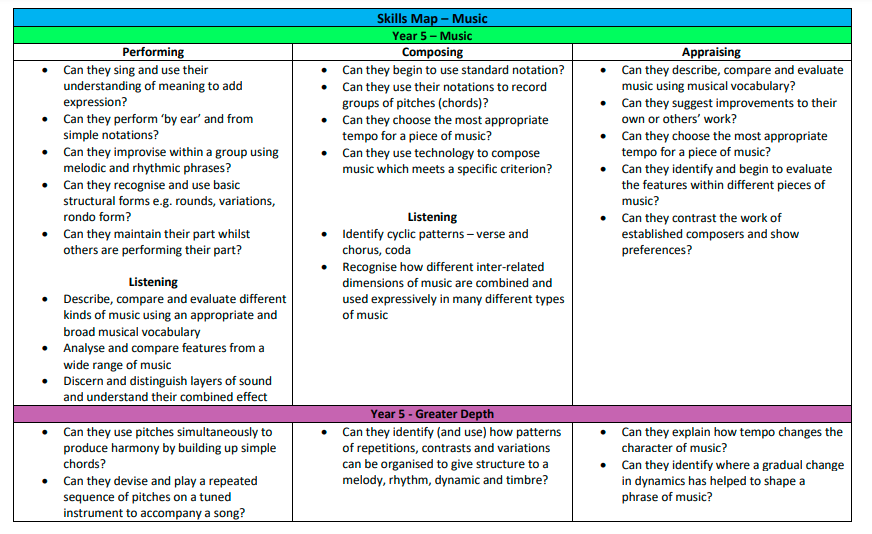 Skills Map – Music
Year 5 – Music
Performing
• Can they sing and use their
understanding of meaning to add
expression?
• Can they perform ‘by ear’ and from
simple notations?
• Can they improvise within a group using
melodic and rhythmic phrases?
• Can they recognise and use basic
structural forms e.g. rounds, variations,
rondo form?
• Can they maintain their part whilst
others are performing their part?
Listening
• Describe, compare and evaluate different
kinds of music using an appropriate and
broad musical vocabulary
• Analyse and compare features from a
wide range of music
• Discern and distinguish layers of sound
and understand their combined effect
Composing
• Can they begin to use standard notation?
• Can they use their notations to record
groups of pitches (chords)?
• Can they choose the most appropriate
tempo for a piece of music?
• Can they use technology to compose
music which meets a specific criterion?
Listening
• Identify cyclic patterns – verse and
chorus, coda
• Recognise how different inter-related
dimensions of music are combined and
used expressively in many different types
of music
Appraising
• Can they describe, compare and evaluate
music using musical vocabulary?
• Can they suggest improvements to their
own or others’ work?
• Can they choose the most appropriate
tempo for a piece of music?
• Can they identify and begin to evaluate
the features within different pieces of
music?
• Can they contrast the work of
established composers and show
preferences?
Year 5 - Greater Depth
• Can they use pitches simultaneously to
produce harmony by building up simple
chords?
• Can they devise and play a repeated
sequence of pitches on a tuned
instrument to accompany a song?
• Can they identify (and use) how patterns
of repetitions, contrasts and variations
can be organised to give structure to a
melody, rhythm, dynamic and timbre?
• Can they explain how tempo changes the
character of music?
• Can they identify where a gradual change
in dynamics has helped to shape a
phrase of music?